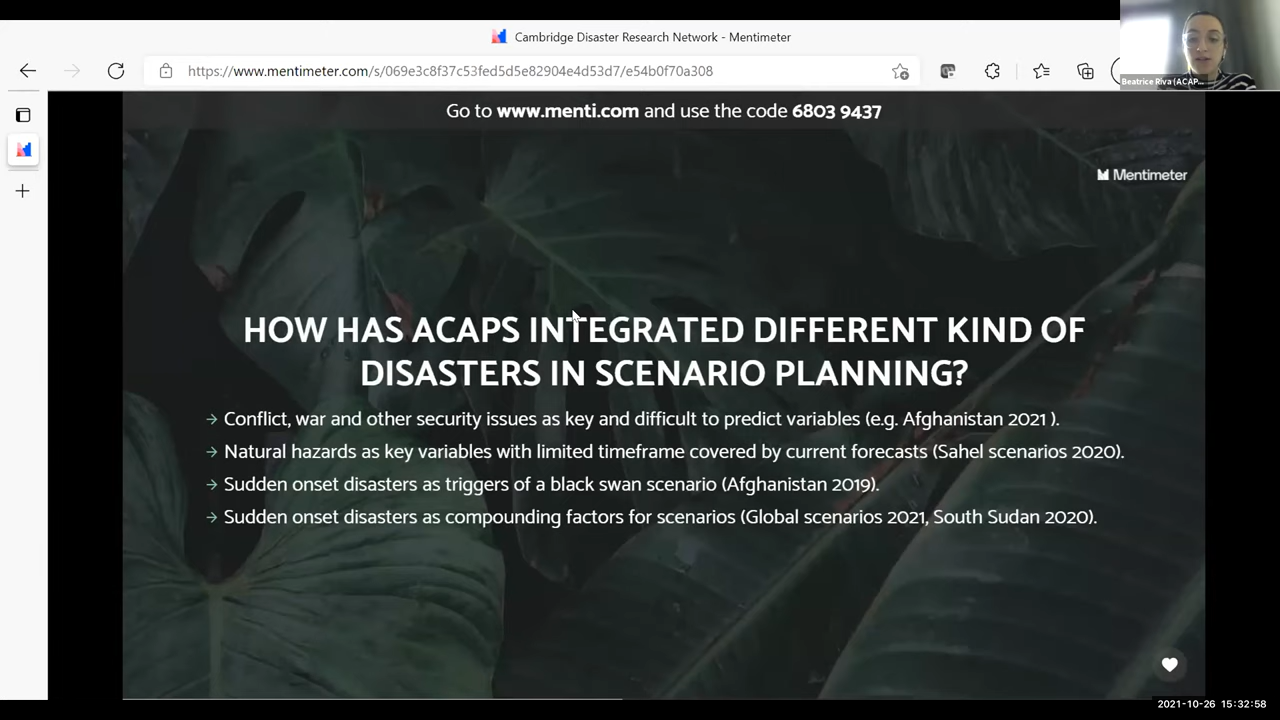 Cambridge Disaster Research Network - Mentimeter
https://www.mentimeter.com/s/069e3c8f37c53fed5d5e82904e4d53d7/e54b0f70a308
Beatrice Riva (ACAP...
Go to www.menti.com and use the code 6803 9437
Mentimeter
HOW HAS ACAPS INTEGRATED DIFFERENT KIND OF
DISASTERS IN SCENARIO PLANNING?
→ Conflict, war and other security issues as key and difficult to predict variables (e.g. Afghanistan 2021 ).
→ Natural hazards as key variables with limited timeframe covered by current forecasts (Sahel scenarios 2020).
→ Sudden onset disasters as triggers of a black swan scenario (Afghanistan 2019).
→ Sudden onset disasters as compounding factors for scenarios (Global scenarios 2021, South Sudan 2020).
2021-10-26 15:32:58